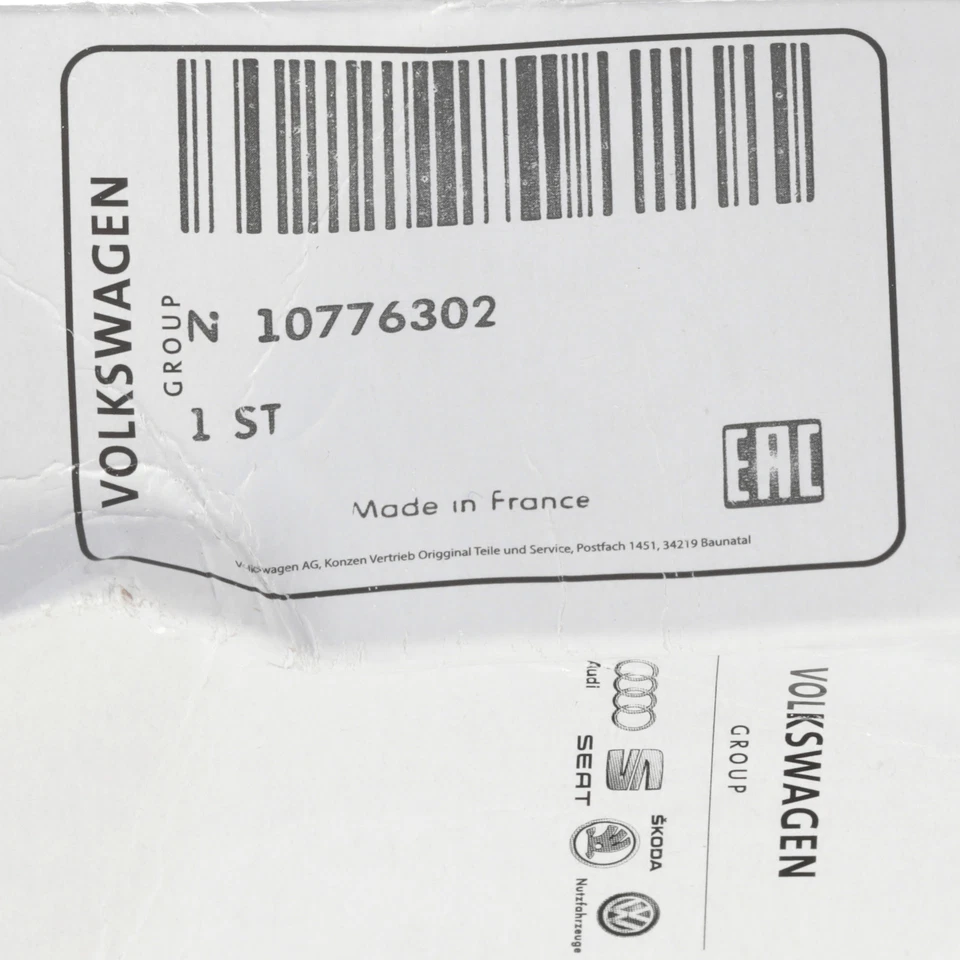 VOLKSWAGEN
GROUP
N. 10776302
1 ST
EAC
Made in France
Volkswagen AG, Konzen Vertrieb Origginal Teile und Service, Postfach 1451, 34219 Baunatal
VOLKSWAGEN
GROUP
Audi
SEAT
ŠKODA
Nutzfahrzeuge